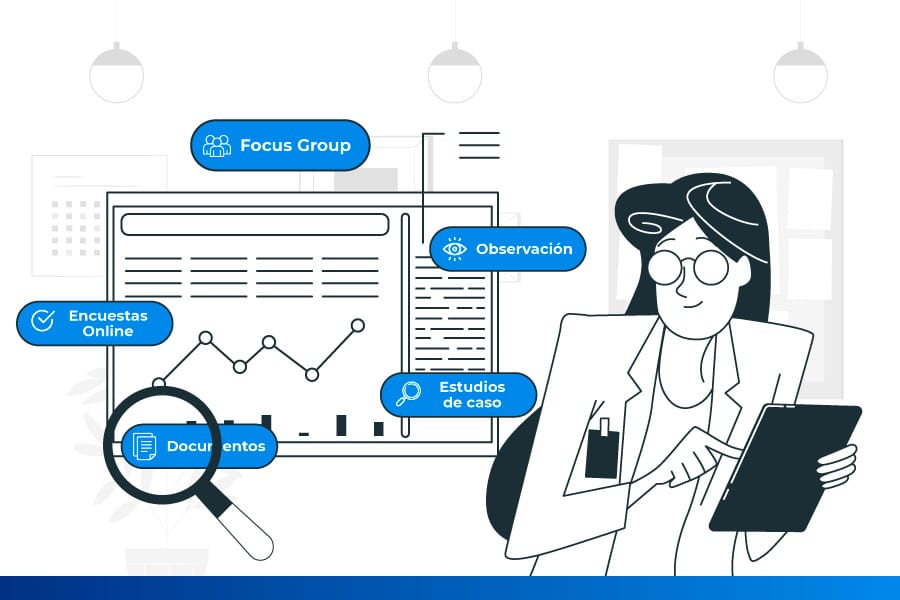 Focus Group
Observación
Encuestas
Online
Estudios
de caso
Documentos